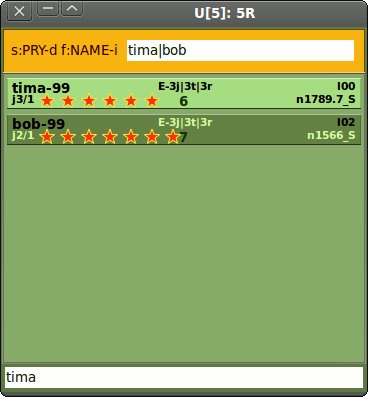 U[5]: 5R
s:PRY-d f:NAME-i tima|bob
tima-99 E-3j|3t|3r I00
j3/1 6 n1789.7_S
bob-99 E-3j|3t|3r I02
j2/1 7 n1566_S
tima